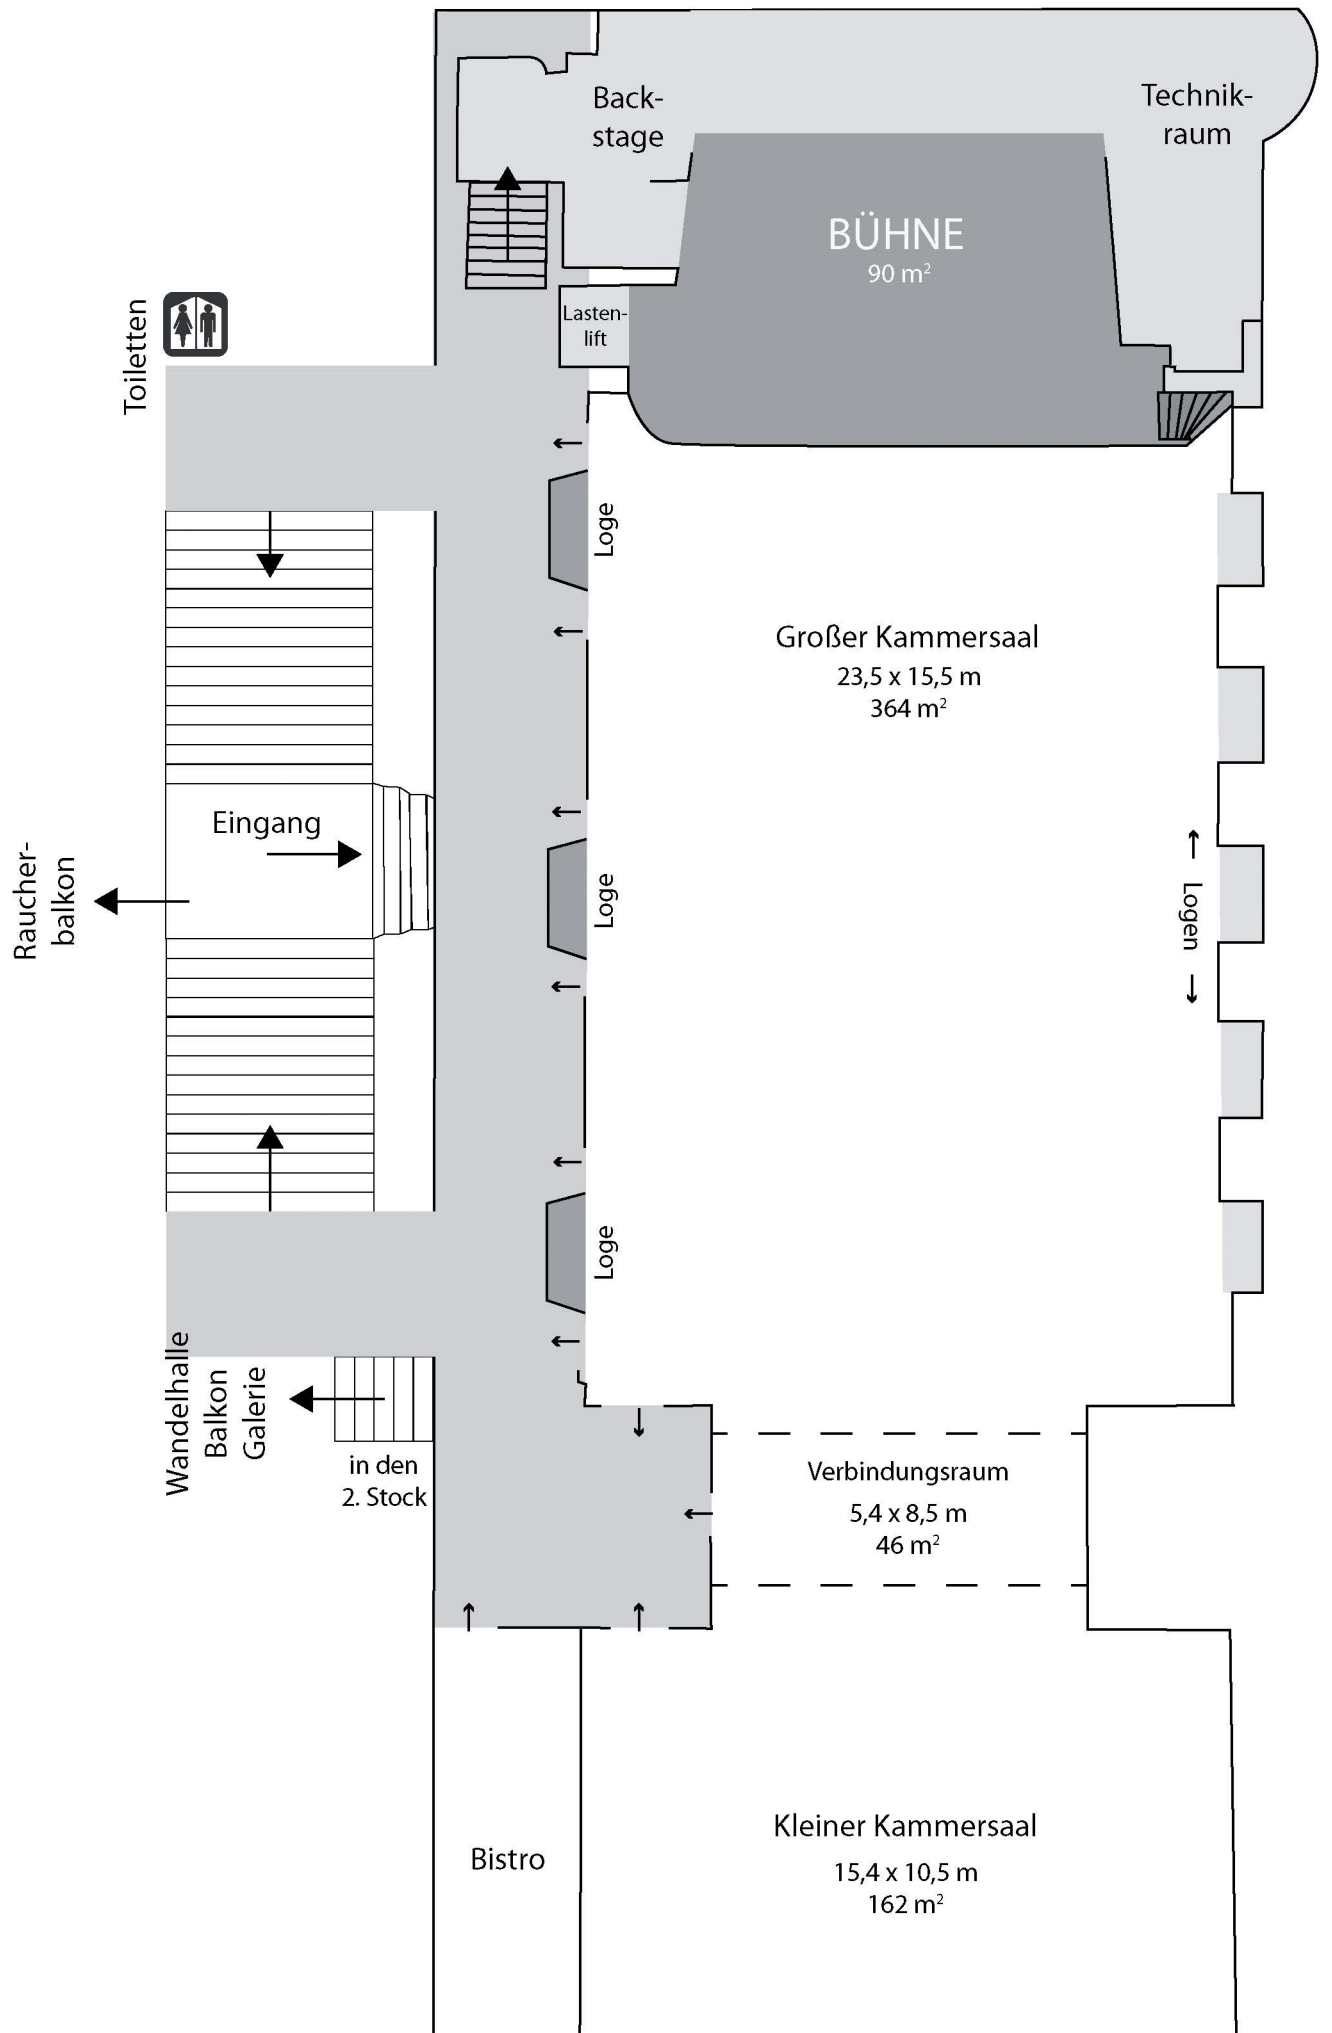 Back-
stage
Technik-
raum
BÜHNE
90 m²
Lasten-
lift
Toiletten
Loge
Großer Kammersaal
23,5 x 15,5 m
364 m²
Eingang
Raucher-
balkon
Loge
Logen
Loge
Wandelhalle
Balkon
Galerie
in den
2. Stock
Verbindungsraum
5,4 x 8,5 m
46 m²
Bistro
Kleiner Kammersaal
15,4 x 10,5 m
162 m²